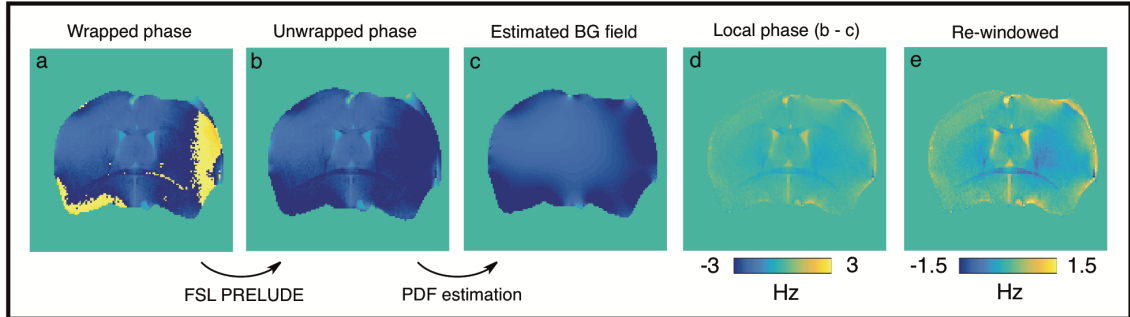 Wrapped phase
Unwrapped phase
Estimated BG field
Local phase (b - c)
Re-windowed
a
b
c
d
e
FSL PRELUDE
PDF estimation
-3 3
Hz
-1.5 1.5
Hz